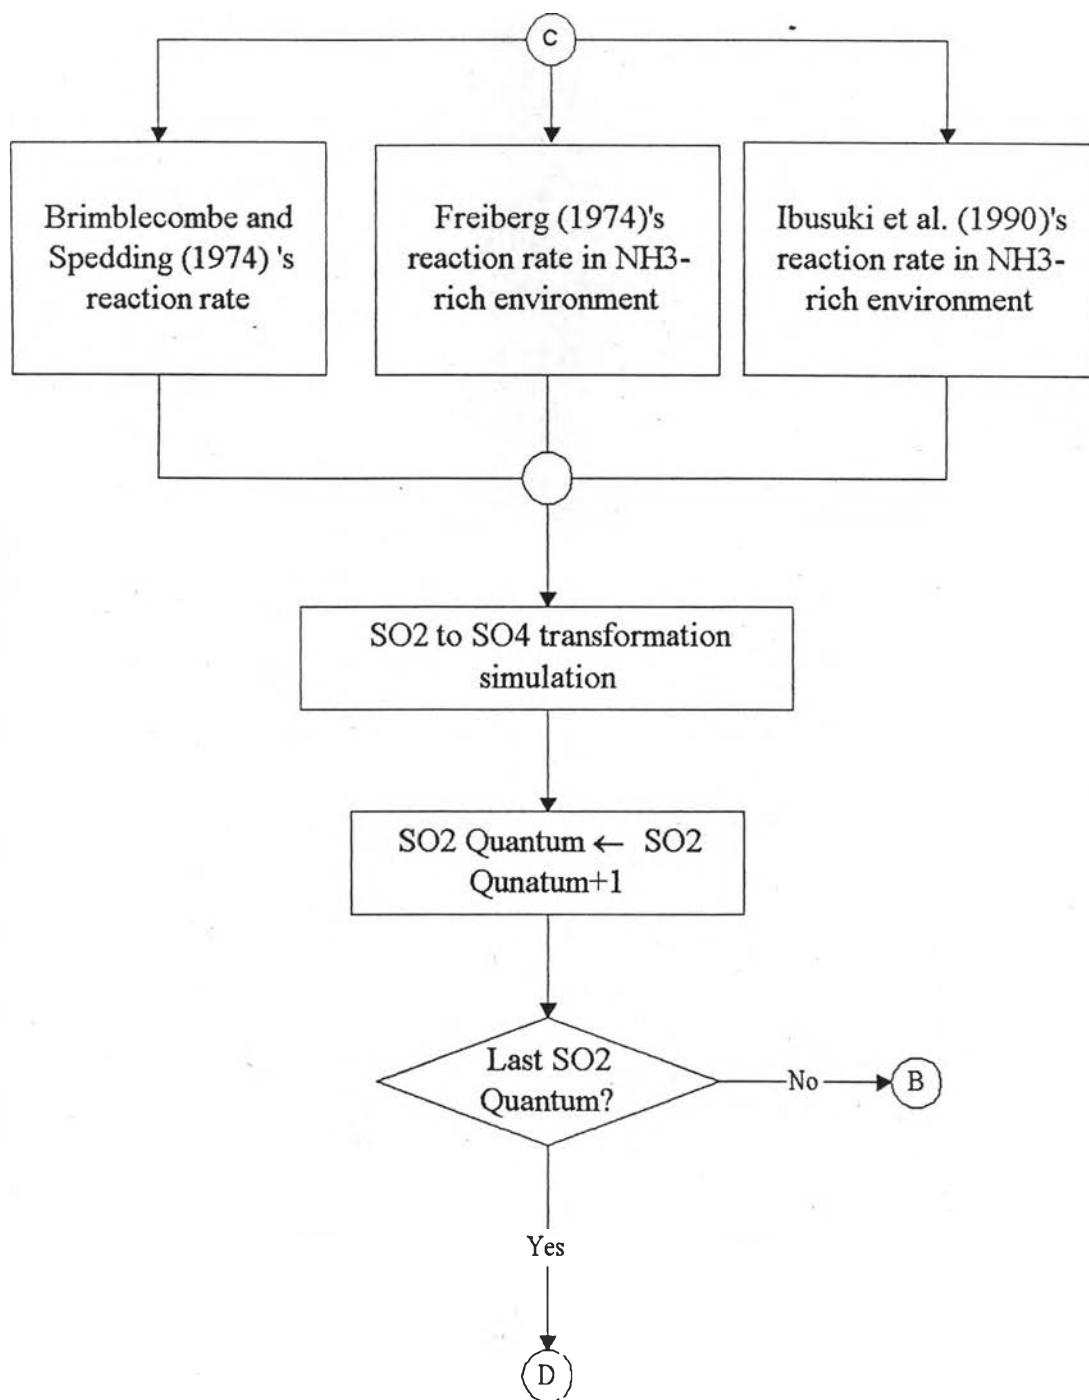 C
Brimblecombe and
Spedding (1974) 's
reaction rate
Freiberg (1974)'s
reaction rate in NH3-
rich environment
Ibusuki et al. (1990)'s
reaction rate in NH3-
rich environment
SO2 to SO4 transformation
simulation
SO2 Quantum ← SO2
Qunatum+1
Last SO2
Quantum?
No
B
Yes
D